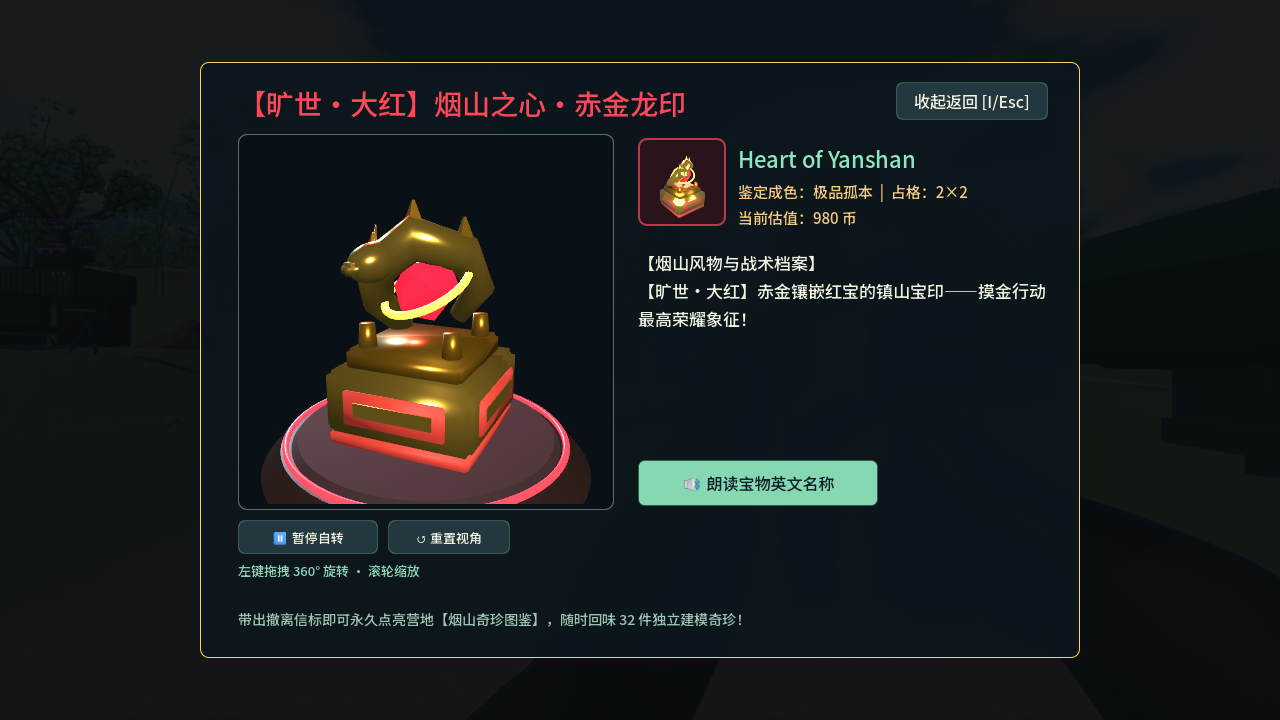 【旷世·大红】烟山之心·赤金龙印
收起返回 [I/Esc]
Heart of Yanshan
鉴定成色：极品孤本 | 占格：2×2
当前估值：980 币
【烟山风物与战术档案】
【旷世·大红】赤金镶嵌红宝的镇山宝印——摸金行动
最高荣耀象征！
朗读宝物英文名称
暂停自转
↺ 重置视角
左键拖拽 360° 旋转 · 滚轮缩放
带出撤离信标即可永久点亮营地【烟山奇珍图鉴】，随时回味 32 件独立建模奇珍！